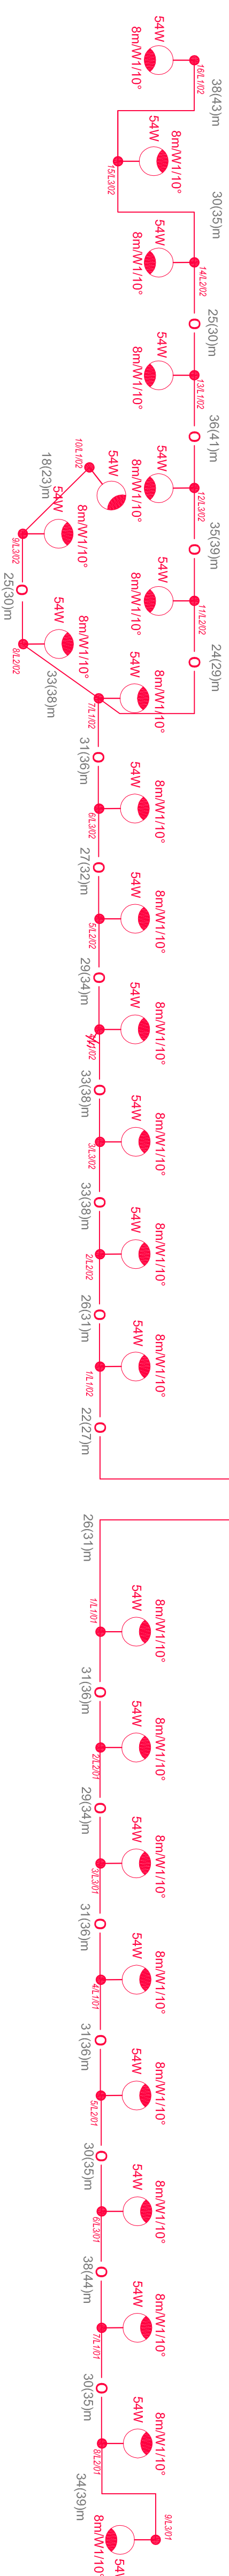 54W
8m/W1/10°
16/L1/02
38(43)m
8m/W1/10°
54W
15/L3/02
30(35)m
54W
8m/W1/10°
14/L2/02
O
25(30)m
54W
8m/W1/10°
13/L1/02
O
36(41)m
54W
8m/W1/10°
12/L3/02
O
35(39)m
54W
8m/W1/10°
11/L2/02
O
24(29)m
10/L1/02
54W
8m/W1/10°
18(23)m
54W
8m/W1/10°
9/L3/02
O
25(30)m
54W
8m/W1/10°
8/L2/02
33(38)m
54W
8m/W1/10°
7/L1/02
O
31(36)m
54W
8m/W1/10°
6/L3/02
O
27(32)m
54W
8m/W1/10°
5/L2/02
O
29(34)m
54W
8m/W1/10°
O
33(38)m
54W
8m/W1/10°
3/L3/02
O
33(38)m
54W
8m/W1/10°
2/L2/02
O
26(31)m
54W
8m/W1/10°
1/L1/02
O
22(27)m
26(31)m
54W
8m/W1/10°
1/L1/01
O
31(36)m
54W
8m/W1/10°
2/L2/01
O
29(34)m
54W
8m/W1/10°
3/L3/01
O
31(36)m
54W
8m/W1/10°
4/L1/01
O
31(36)m
54W
8m/W1/10°
5/L2/01
O
30(35)m
54W
8m/W1/10°
6/L3/01
O
38(44)m
54W
8m/W1/10°
7/L1/01
O
30(35)m
54W
8m/W1/10°
8/L2/01
34(39)m
9/L3/01
54W
8m/W1/10°